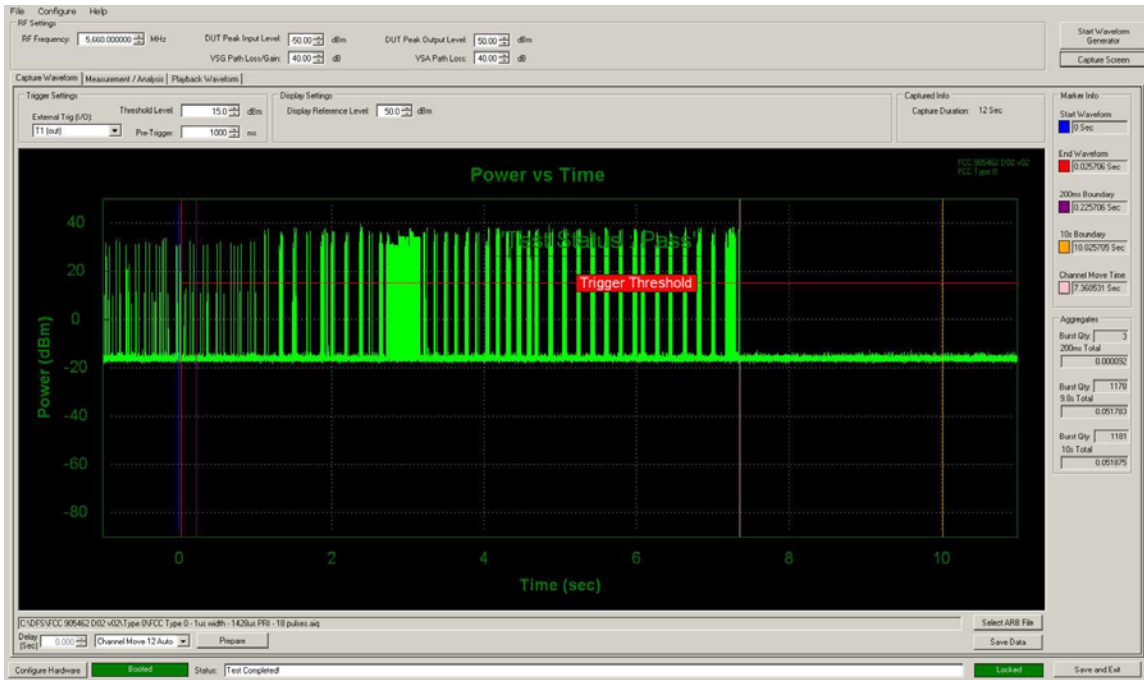 File Configure Help
RF Settings
RF Frequency: 5,660.000000 MHz
DUT Peak Input Level: -50.00 dBm
DUT Peak Output Level: 50.00 dBm
VSG Path Loss/Gain: 40.00 dB
VSA Path Loss: 40.00 dB
Start Waveform Generator
Capture Screen
Capture Waveform Measurement / Analysis Playback Waveform
Trigger Settings
External Trig (I/O):
T1 (out)
Threshold Level: 15.0 dBm
Pre-Trigger: 1000 ms
Display Settings
Display Reference Level: 50.0 dBm
Captured Info
Capture Duration: 12 Sec
Marker Info
Start Waveform
0 Sec
End Waveform
0.025706 Sec
200ms Boundary
0.225706 Sec
10s Boundary
10.025705 Sec
Channel Move Time
7.360531 Sec
Aggregates
Burst Qty: 3
200ms Total
0.000092
Burst Qty: 1178
9.8s Total
0.051783
Burst Qty: 1181
10s Total
0.051875
Power vs Time
FCC 905462 D02 v02
FCC Type 0
'Test Status : Pass'
Trigger Threshold
Power (dBm)
40
20
0
-20
-40
-60
-80
0 2 4 6 8 10
Time (sec)
C:\DFS\FCC 905462 D02 v02\Type 0\FCC Type 0 - 1us width - 1428us PRI - 18 pulses.aiq
Select ARB File
Delay (Sec) 0.000 Channel Move 12 Auto Prepare
Save Data
Configure Hardware Booted Status: Test Completed! Locked Save and Exit